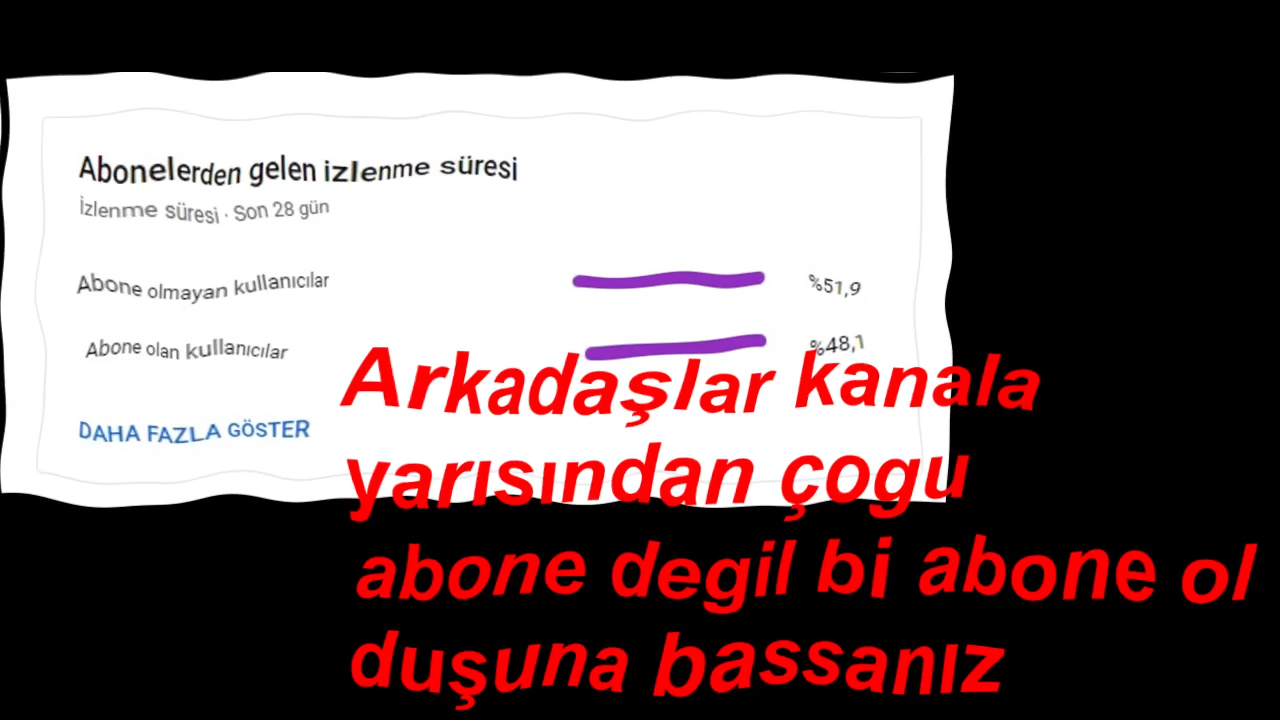 Abonelerden gelen izlenme süresi
İzlenme süresi · Son 28 gün
Abone olmayan kullanıcılar %51,9
Abone olan kullanıcılar %48,1
DAHA FAZLA GÖSTER
Arkadaşlar kanala
yarısından çogu
abone degil bi abone ol
duşuna bassanız